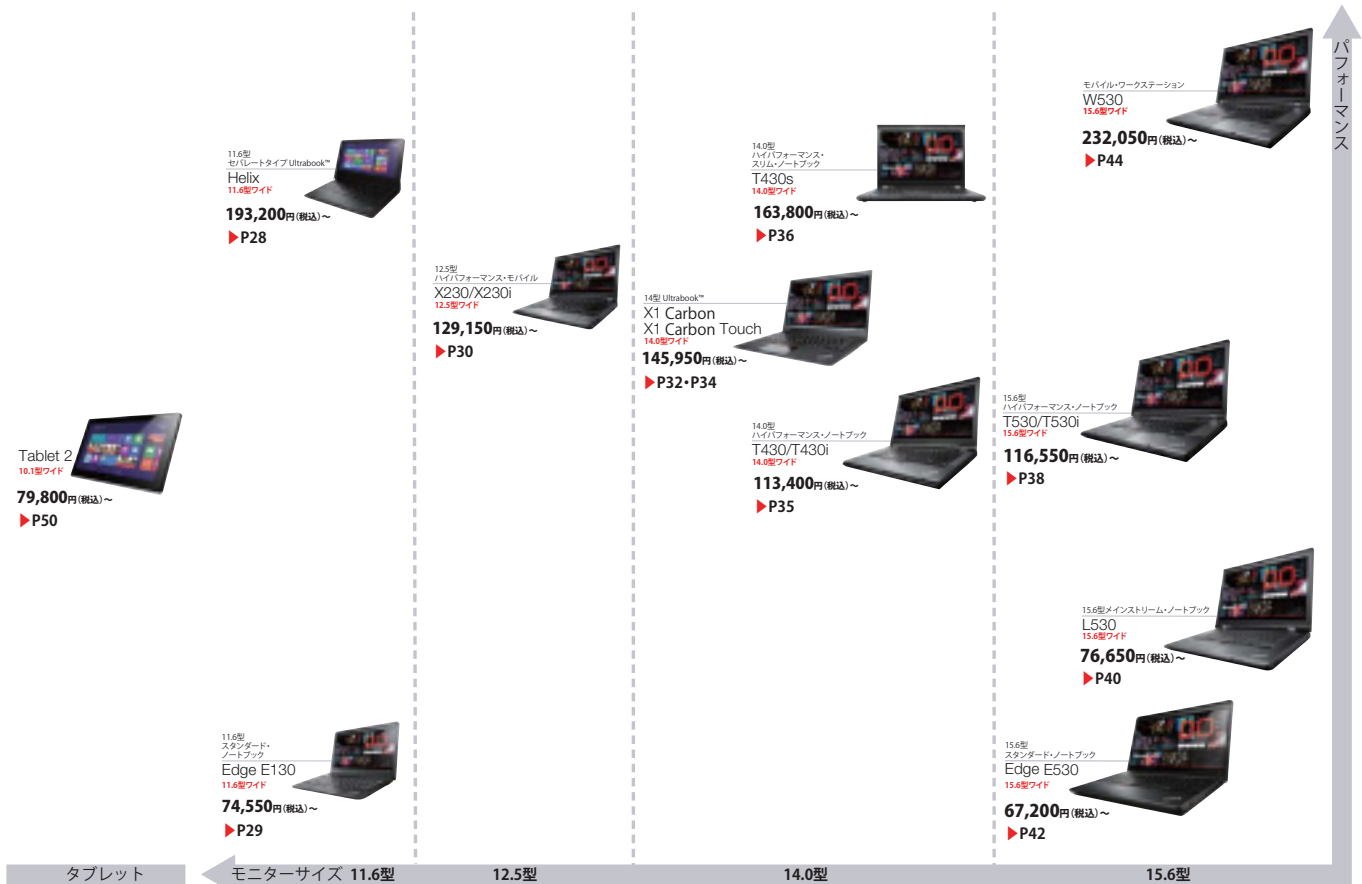 パフォーマンス
モバイル・ワークステーション
W530
15.6型ワイド
232,050円(税込)~
▶P44
11.6型
セパレートタイプ Ultrabook™
Helix
11.6型ワイド
193,200円(税込)~
▶P28
14.0型
ハイパフォーマンス・
スリム・ノートブック
T430s
14.0型ワイド
163,800円(税込)~
▶P36
12.5型
ハイパフォーマンス・モバイル
X230/X230i
12.5型ワイド
129,150円(税込)~
▶P30
14型 Ultrabook™
X1 Carbon
X1 Carbon Touch
14.0型ワイド
145,950円(税込)~
▶P32・P34
Tablet 2
10.1型ワイド
79,800円(税込)~
▶P50
14.0型
ハイパフォーマンス・ノートブック
T430/T430i
14.0型ワイド
113,400円(税込)~
▶P35
15.6型
ハイパフォーマンス・ノートブック
T530/T530i
15.6型ワイド
116,550円(税込)~
▶P38
15.6型メインストリーム・ノートブック
L530
15.6型ワイド
76,650円(税込)~
▶P40
11.6型
スタンダード・
ノートブック
Edge E130
11.6型ワイド
74,550円(税込)~
▶P29
15.6型
スタンダード・ノートブック
Edge E530
15.6型ワイド
67,200円(税込)~
▶P42
タブレット モニターサイズ 11.6型 12.5型 14.0型 15.6型